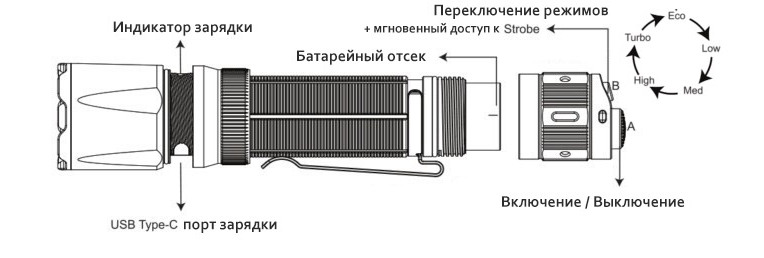 Переключение режимов
+ мгновенный доступ к Strobe
Индикатор зарядки
Батарейный отсек
Eco
Turbo
Low
High
Med
B
A
Включение / Выключение
USB Type-C порт зарядки